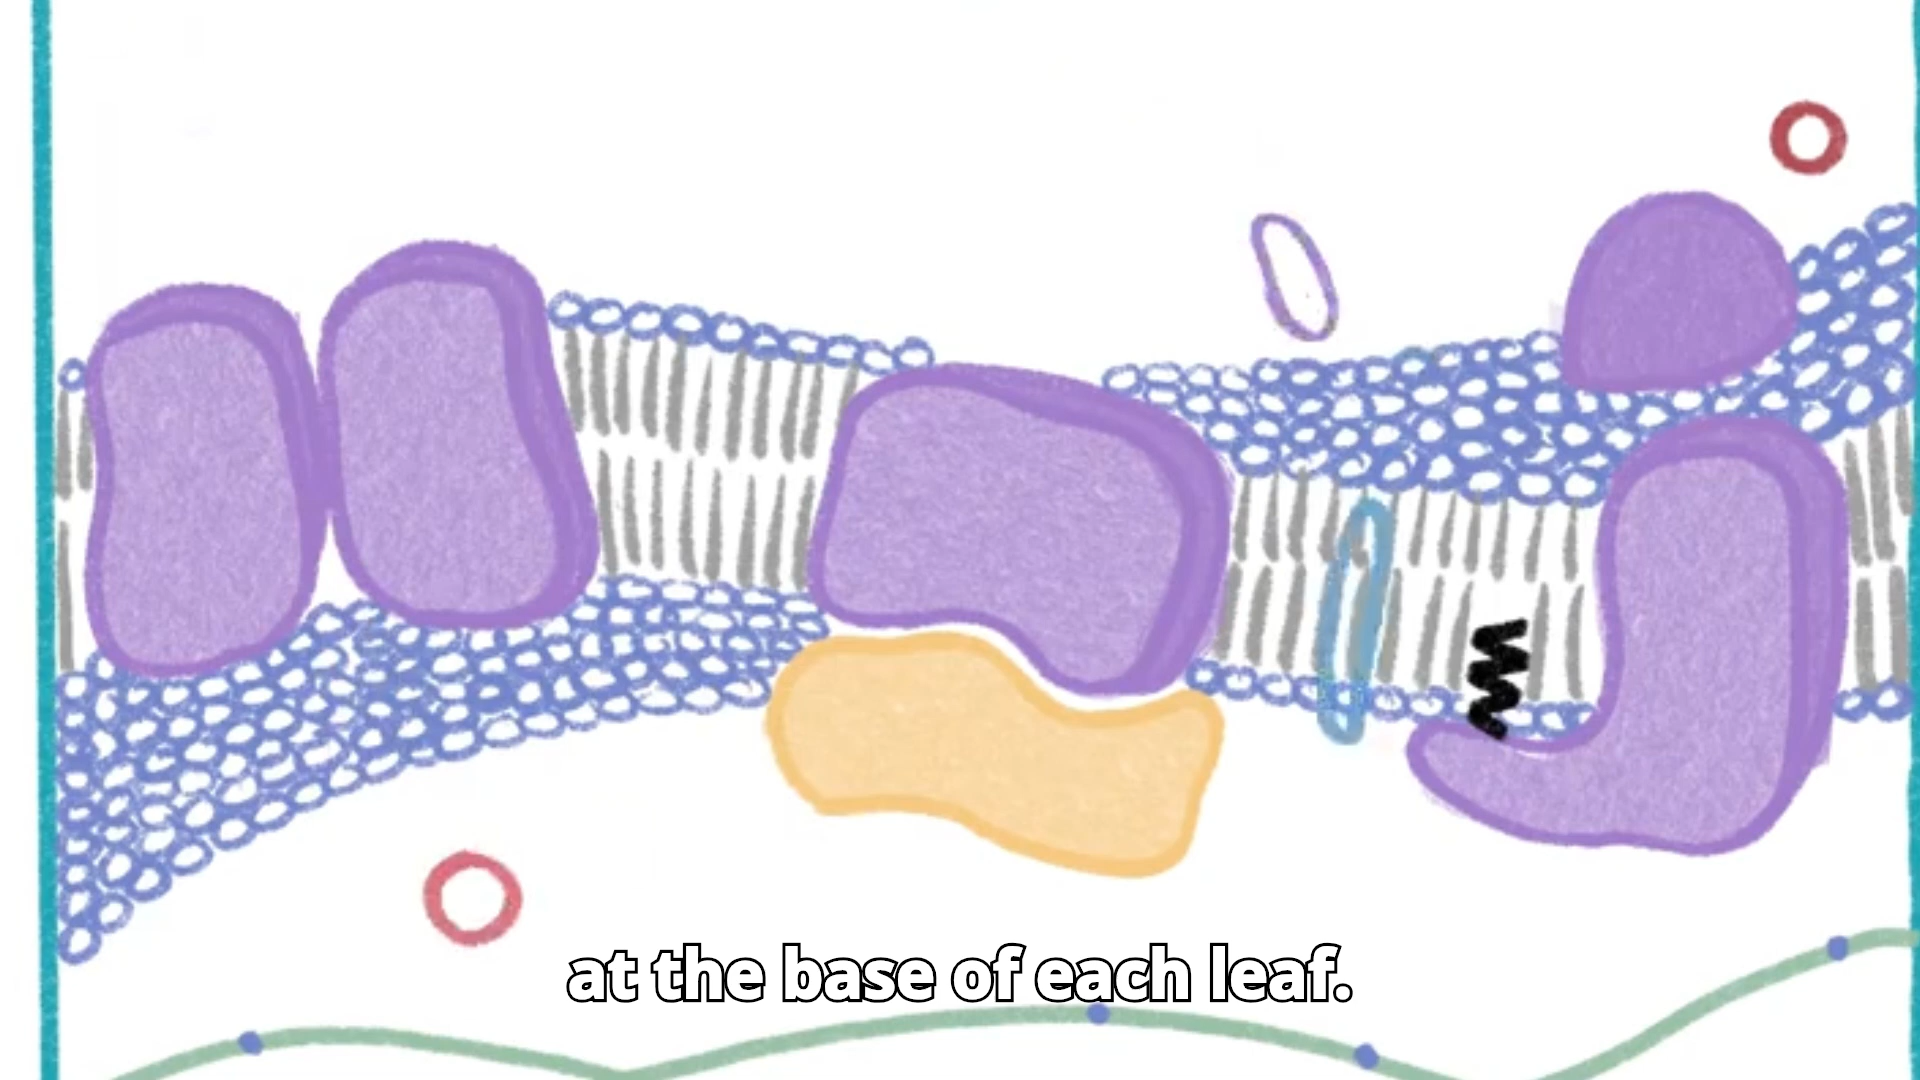 at the base of each leaf.